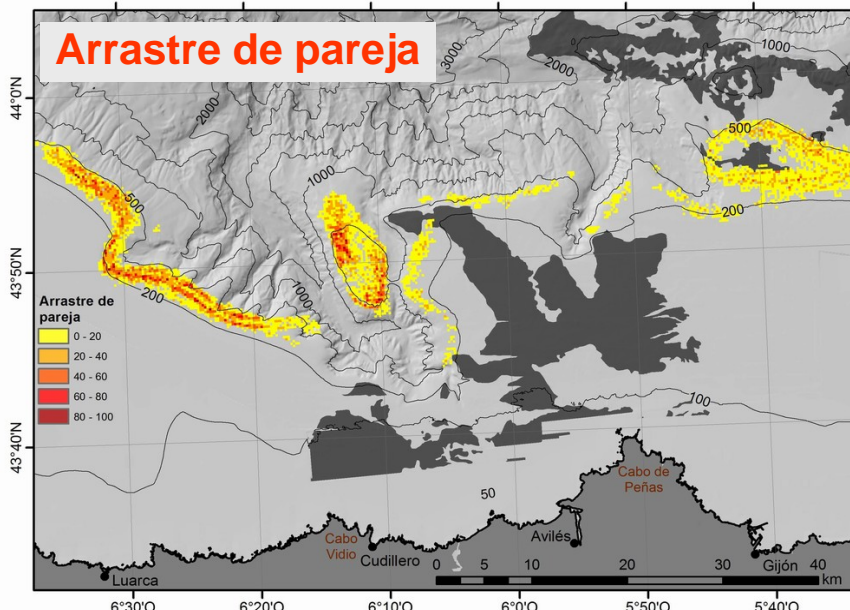 Arrastre de pareja
1000
3000
2000
2000
44°0'N
500
1000
500
200
43°50'N
200
1000
Arrastre de
pareja
0 - 20
20 - 40
40 - 60
60 - 80
80 - 100
100
43°40'N
50
Cabo de
Peñas
Cabo
Vidio
Avilés
Cudillero
Luarca
Gijón
0 5 10 20 30 40
km
6°30'O 6°20'O 6°10'O 6°0'O 5°50'O 5°40'O